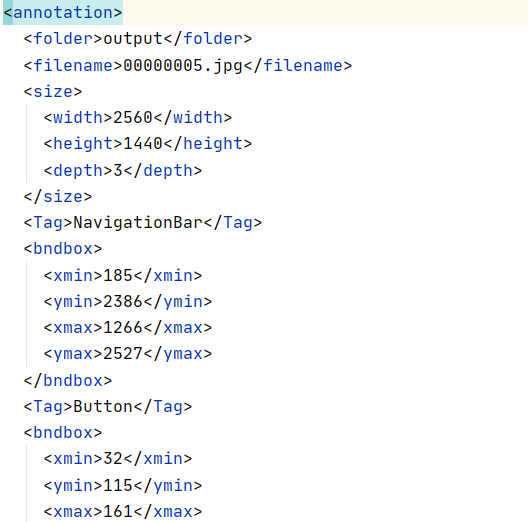 <annotation>
<folder>output</folder>
<filename>00000005.jpg</filename>
<size>
<width>2560</width>
<height>1440</height>
<depth>3</depth>
</size>
<Tag>NavigationBar</Tag>
<bndbox>
<xmin>185</xmin>
<ymin>2386</ymin>
<xmax>1266</xmax>
<ymax>2527</ymax>
</bndbox>
<Tag>Button</Tag>
<bndbox>
<xmin>32</xmin>
<ymin>115</ymin>
<xmax>161</xmax>